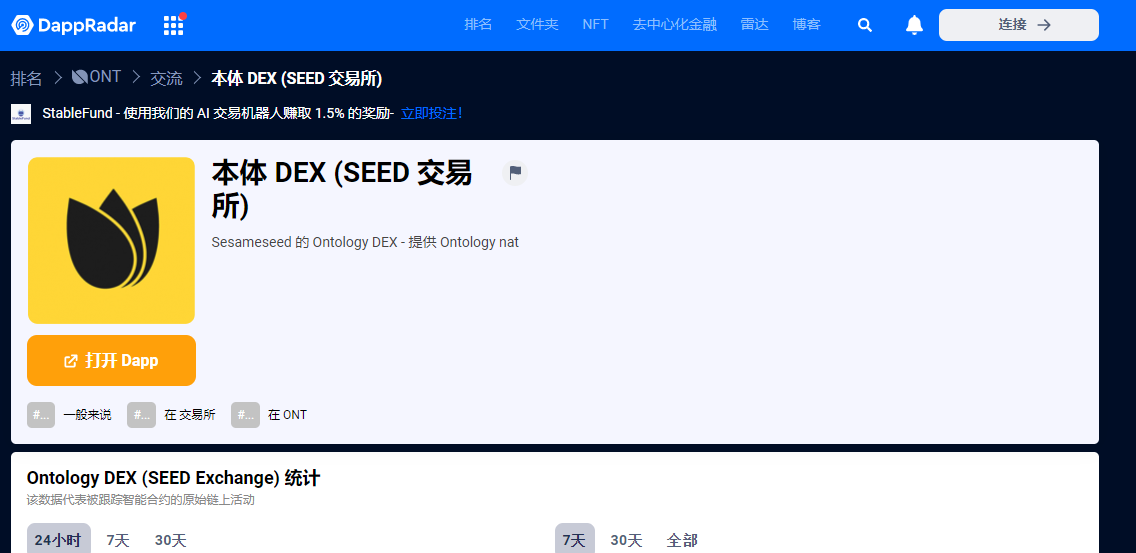 DappRadar 排名 文件夹 NFT 去中心化金融 雷达 博客 连接
排名 ONT 交流 本体 DEX (SEED 交易所)
StableFund - 使用我们的 AI 交易机器人赚取 1.5% 的奖励- 立即投注！
本体 DEX (SEED 交易
所)
Sesameseed 的 Ontology DEX - 提供 Ontology nat
打开 Dapp
#... 一般来说 #... 在 交易所 #... 在 ONT
Ontology DEX (SEED Exchange) 统计
该数据代表被跟踪智能合约的原始链上活动
24小时 7天 30天 7天 30天 全部